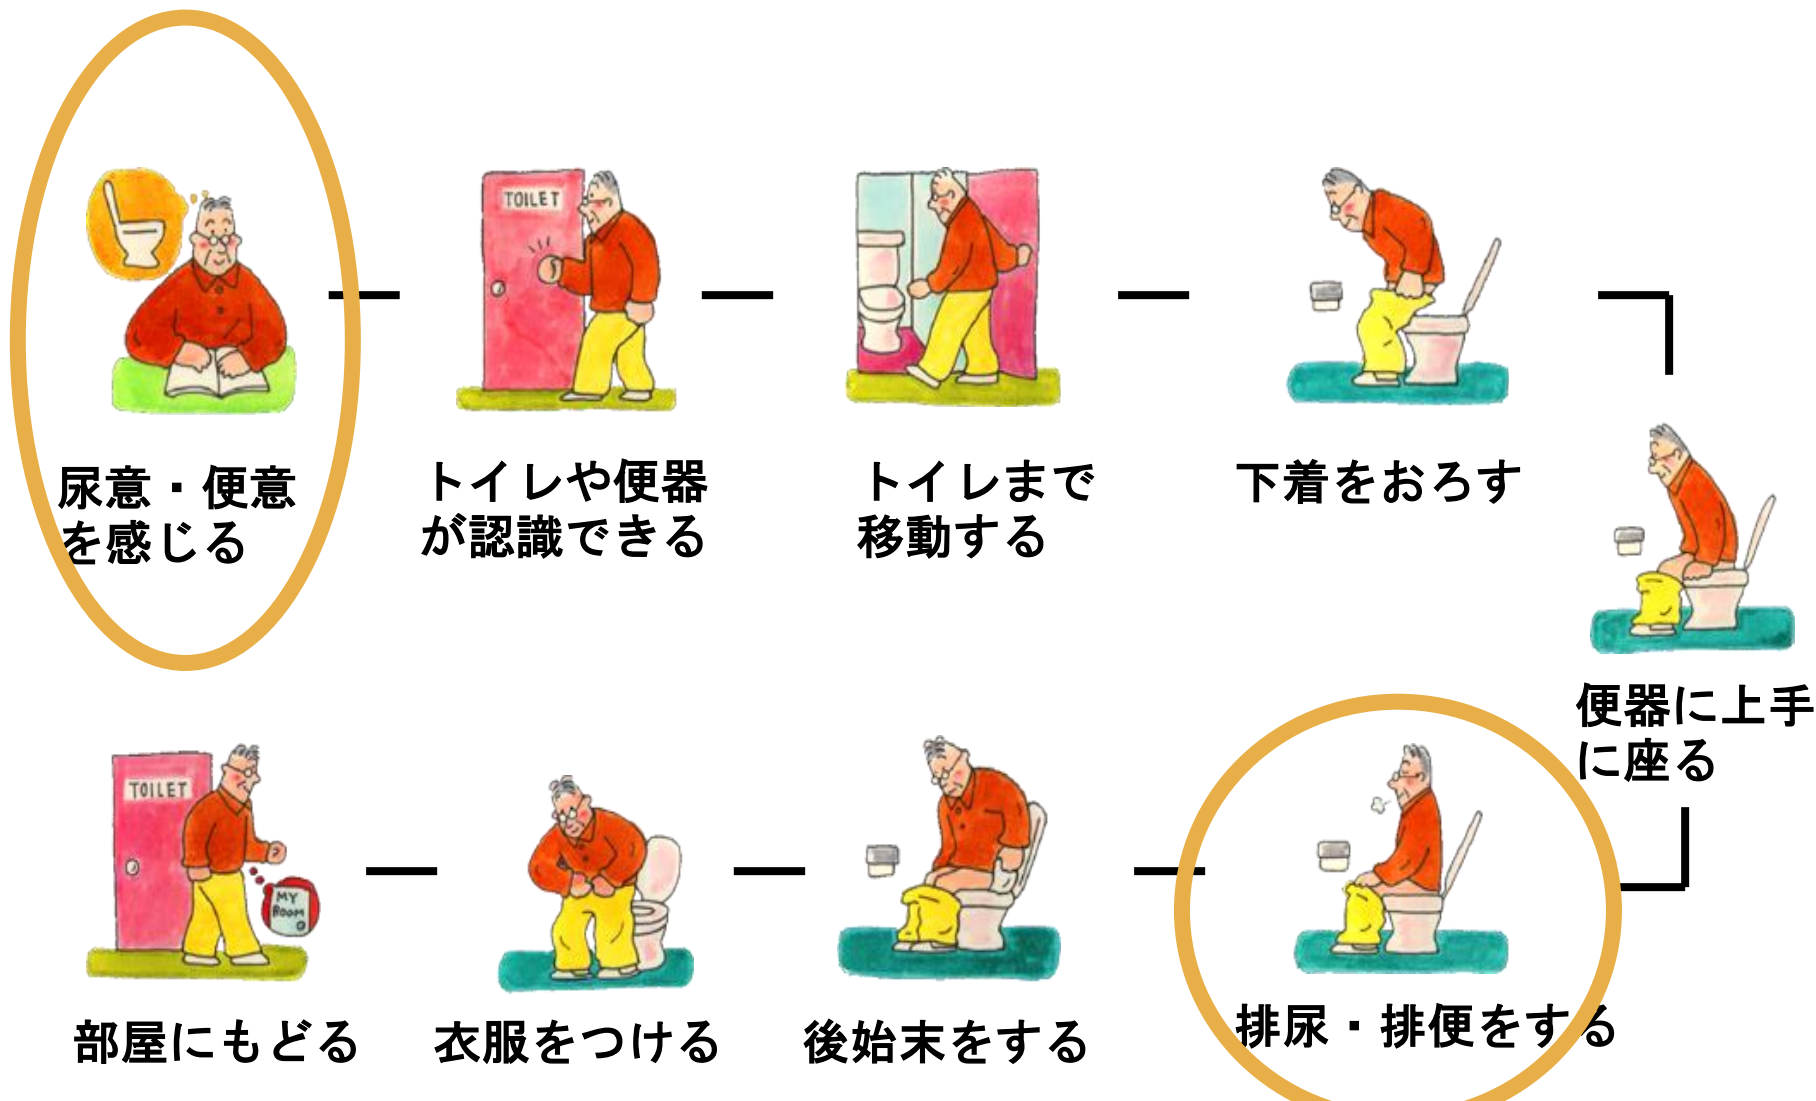 TOILET
尿意・便意
を感じる
トイレや便器
が認識できる
トイレまで
移動する
下着をおろす
便器に上手
に座る
排尿・排便をする
後始末をする
衣服をつける
TOILET
MY
ROOM
部屋にもどる